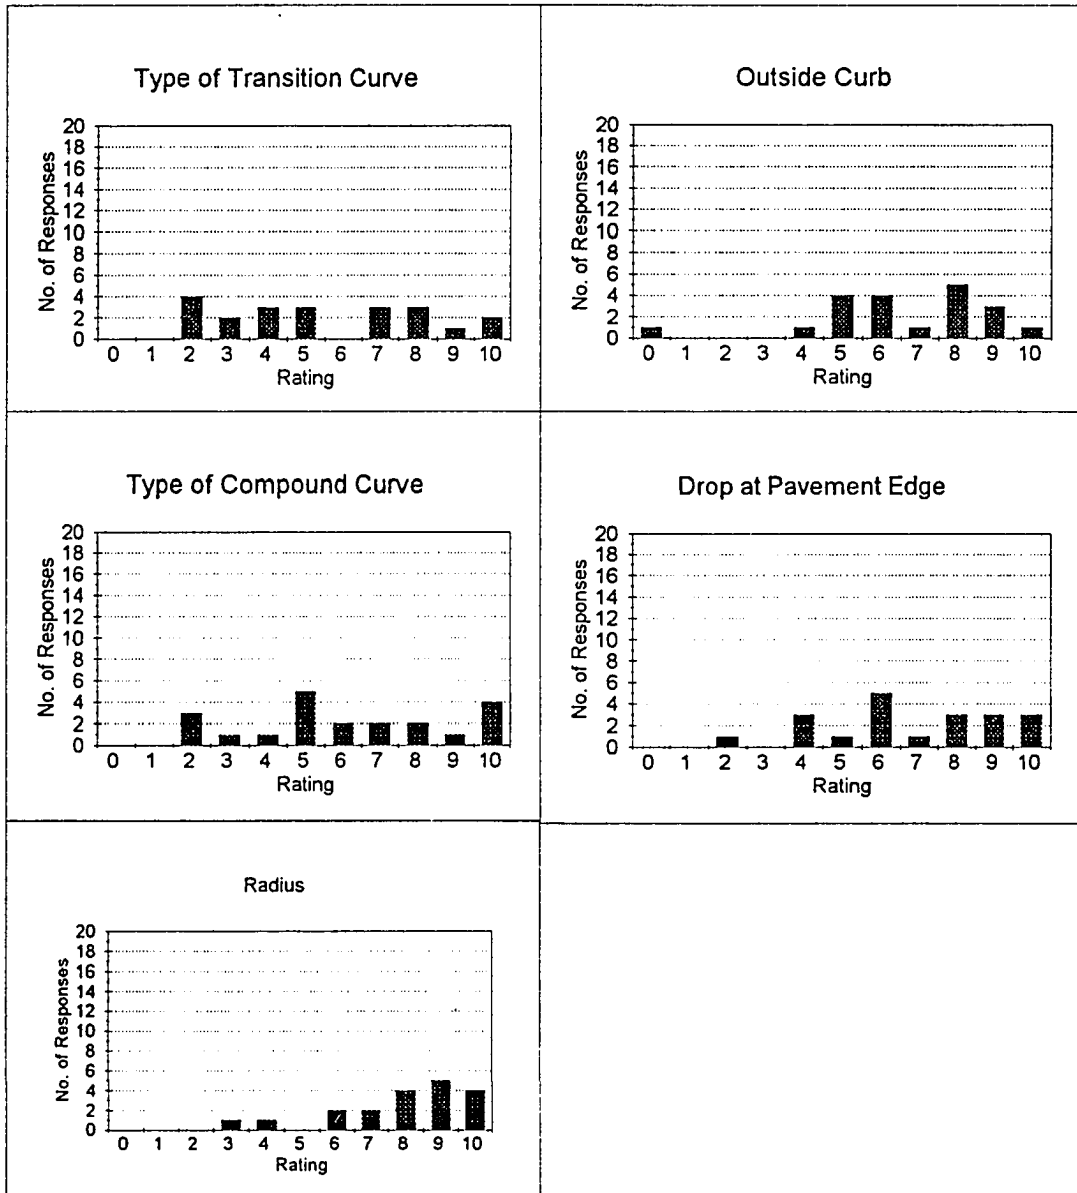 Type of Transition Curve
No. of Responses
20
18
16
14
12
10
8
6
4
2
0
0 1 2 3 4 5 6 7 8 9 10
Rating
Outside Curb
No. of Responses
20
18
16
14
12
10
8
6
4
2
0
0 1 2 3 4 5 6 7 8 9 10
Rating
Type of Compound Curve
No. of Responses
20
18
16
14
12
10
8
6
4
2
0
0 1 2 3 4 5 6 7 8 9 10
Rating
Drop at Pavement Edge
No. of Responses
20
18
16
14
12
10
8
6
4
2
0
0 1 2 3 4 5 6 7 8 9 10
Rating
Radius
No. of Responses
20
18
16
14
12
10
8
6
4
2
0
0 1 2 3 4 5 6 7 8 9 10
Rating